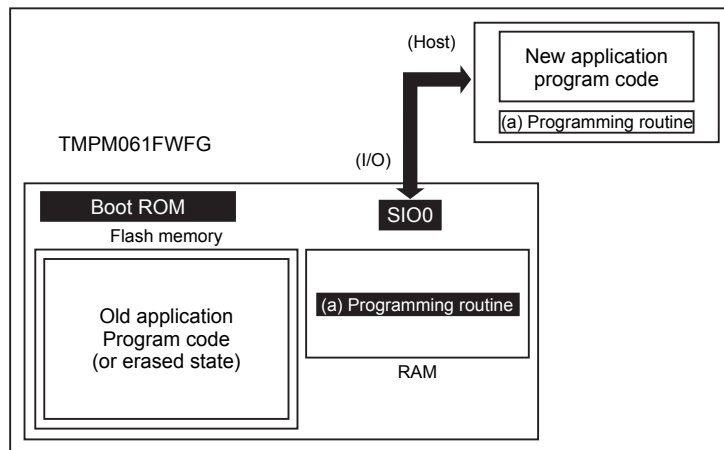 (Host)
New application
program code
(a) Programming routine
TMPM061FWFG
(I/O)
Boot ROM
SIO0
Flash memory
Old application
Program code
(or erased state)
(a) Programming routine
RAM